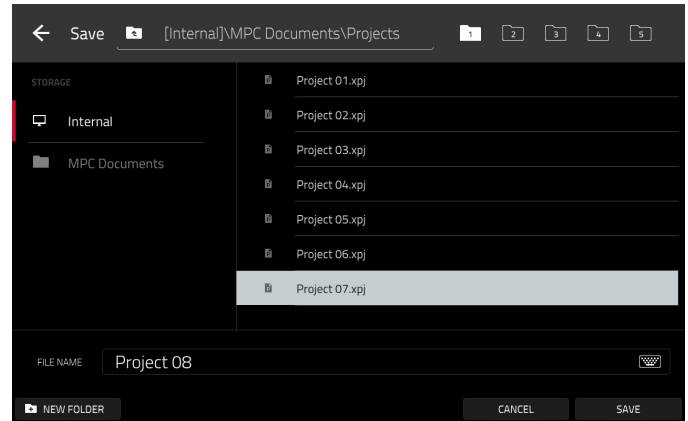 Save [Internal]\MPC Documents\Projects 1 2 3 4 5
STORAGE
Internal
MPC Documents
Project 01.xpj
Project 02.xpj
Project 03.xpj
Project 04.xpj
Project 05.xpj
Project 06.xpj
Project 07.xpj
FILE NAME Project 08
NEW FOLDER CANCEL SAVE